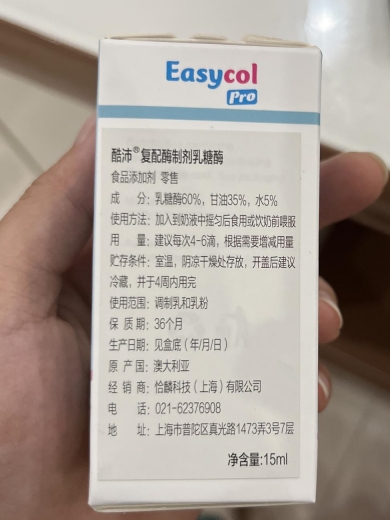 Easycol
Pro
酷沛®复配酶制剂乳糖酶
食品添加剂 零售
成 分：乳糖酶60%，甘油35%，水5%
使用方法：加入到奶液中摇匀后食用或饮奶前喂服
用 量：建议每次4-6滴，根据需要增减用量
贮存条件：室温，阴凉干燥处存放，开盖后建议
冷藏，并于4周内用完
使用范围：调制乳和乳粉
保 质 期：36个月
生产日期：见盒底（年/月/日）
原 产 国：澳大利亚
经 销 商：恰麟科技（上海）有限公司
电 话：021-62376908
地 址：上海市普陀区真光路1473弄3号7层
净含量:15ml